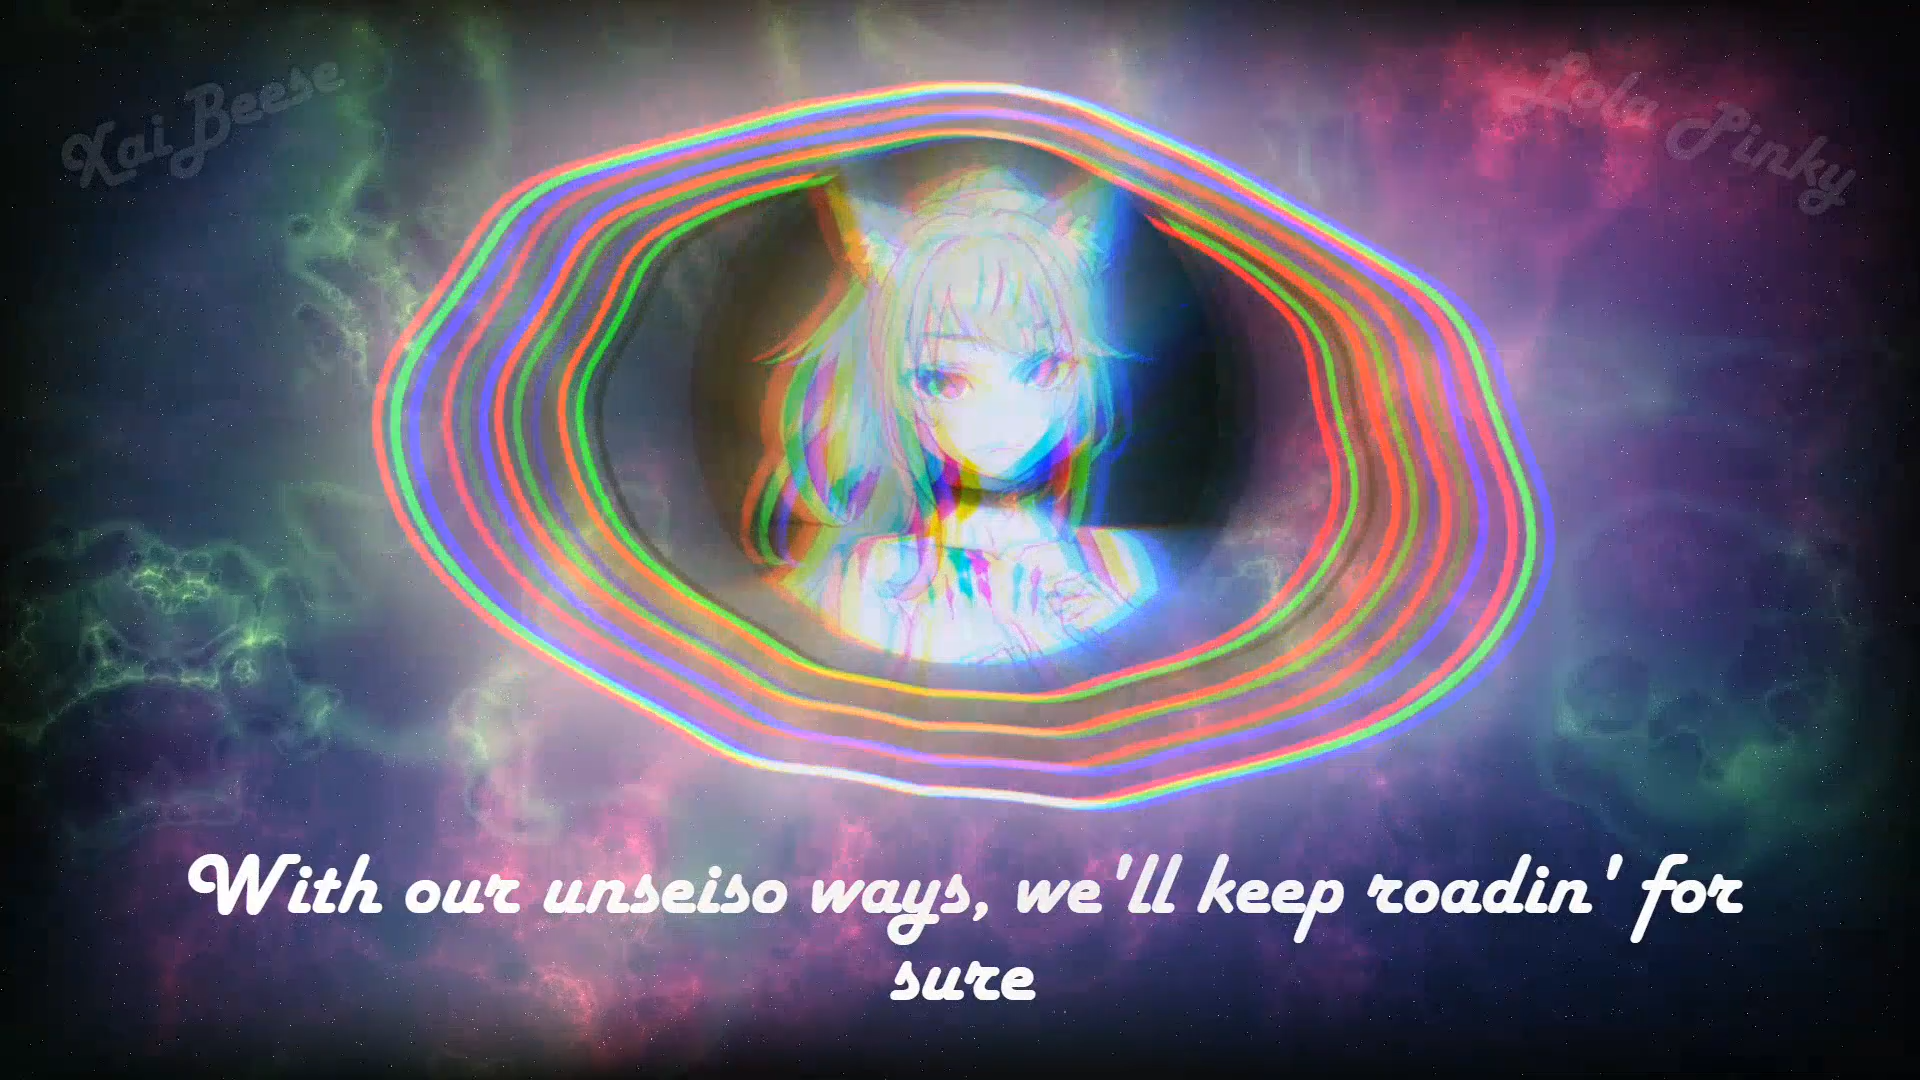 Kai Beese
Lola Pinky
With our unseiso ways, we'll keep roadin' for
sure